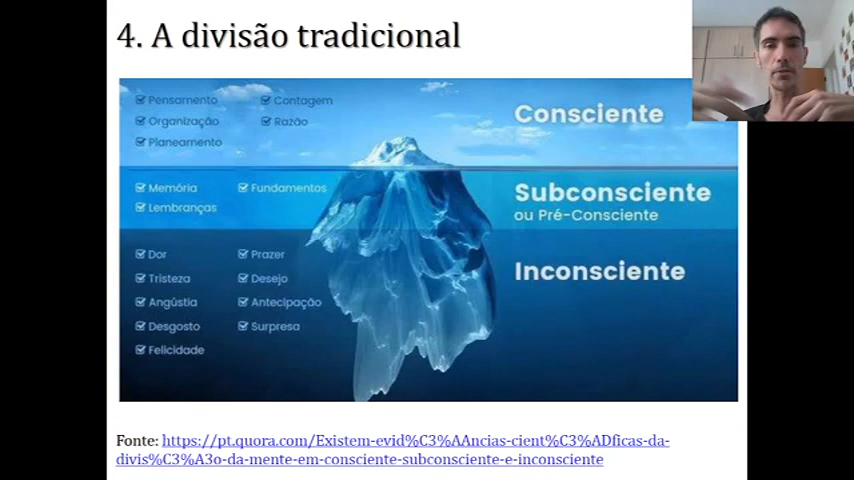 4. A divisão tradicional
Pensamento
Contagem
Organização
Razão
Planeamento
Consciente
Memória
Fundamentos
Lembranças
Subconsciente
ou Pré-Consciente
Dor
Prazer
Tristeza
Desejo
Angústia
Antecipação
Desgosto
Surpresa
Felicidade
Inconsciente
Fonte: https://pt.quora.com/Existem-evid%C3%AAncias-cient%C3%ADficas-da-
divis%C3%A3o-da-mente-em-consciente-subconsciente-e-inconsciente